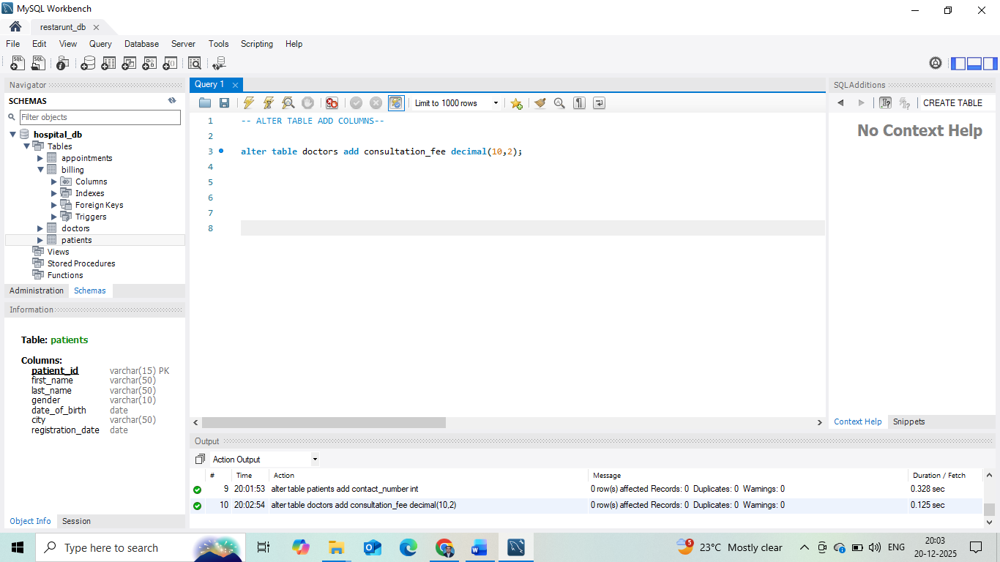 MySQL Workbench
restarunt_db
File Edit View Query Database Server Tools Scripting Help
Navigator
SCHEMAS
Filter objects
hospital_db
Tables
appointments
billing
Columns
Indexes
Foreign Keys
Triggers
doctors
patients
Views
Stored Procedures
Functions
Administration Schemas
Information
Table: patients
Columns:
patient_id varchar(15) PK
first_name varchar(50)
last_name varchar(50)
gender varchar(10)
date_of_birth date
city varchar(50)
registration_date date
Object Info Session
Query 1
Limit to 1000 rows
1 -- ALTER TABLE ADD COLUMNS--
2
3 alter table doctors add consultation_fee decimal(10,2);
4
5
6
7
8
SQLAdditions
CREATE TABLE
No Context Help
Context Help Snippets
Output
Action Output
# Time Action Message Duration / Fetch
9 20:01:53 alter table patients add contact_number int 0 row(s) affected Records: 0 Duplicates: 0 Warnings: 0 0.328 sec
10 20:02:54 alter table doctors add consultation_fee decimal(10,2) 0 row(s) affected Records: 0 Duplicates: 0 Warnings: 0 0.125 sec
Type here to search
5
23°C Mostly clear
ENG
20:03
20-12-2025